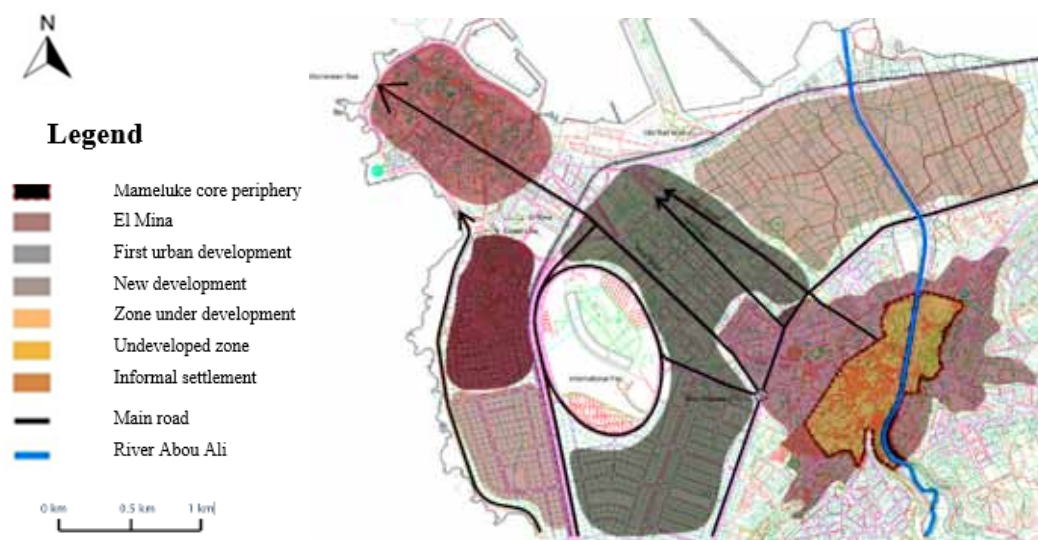 N
Legend
Mameluke core periphery
El Mina
First urban development
New development
Zone under development
Undeveloped zone
Informal settlement
Main road
River Abou Ali
0 km 0.5 km 1 km
International Fair